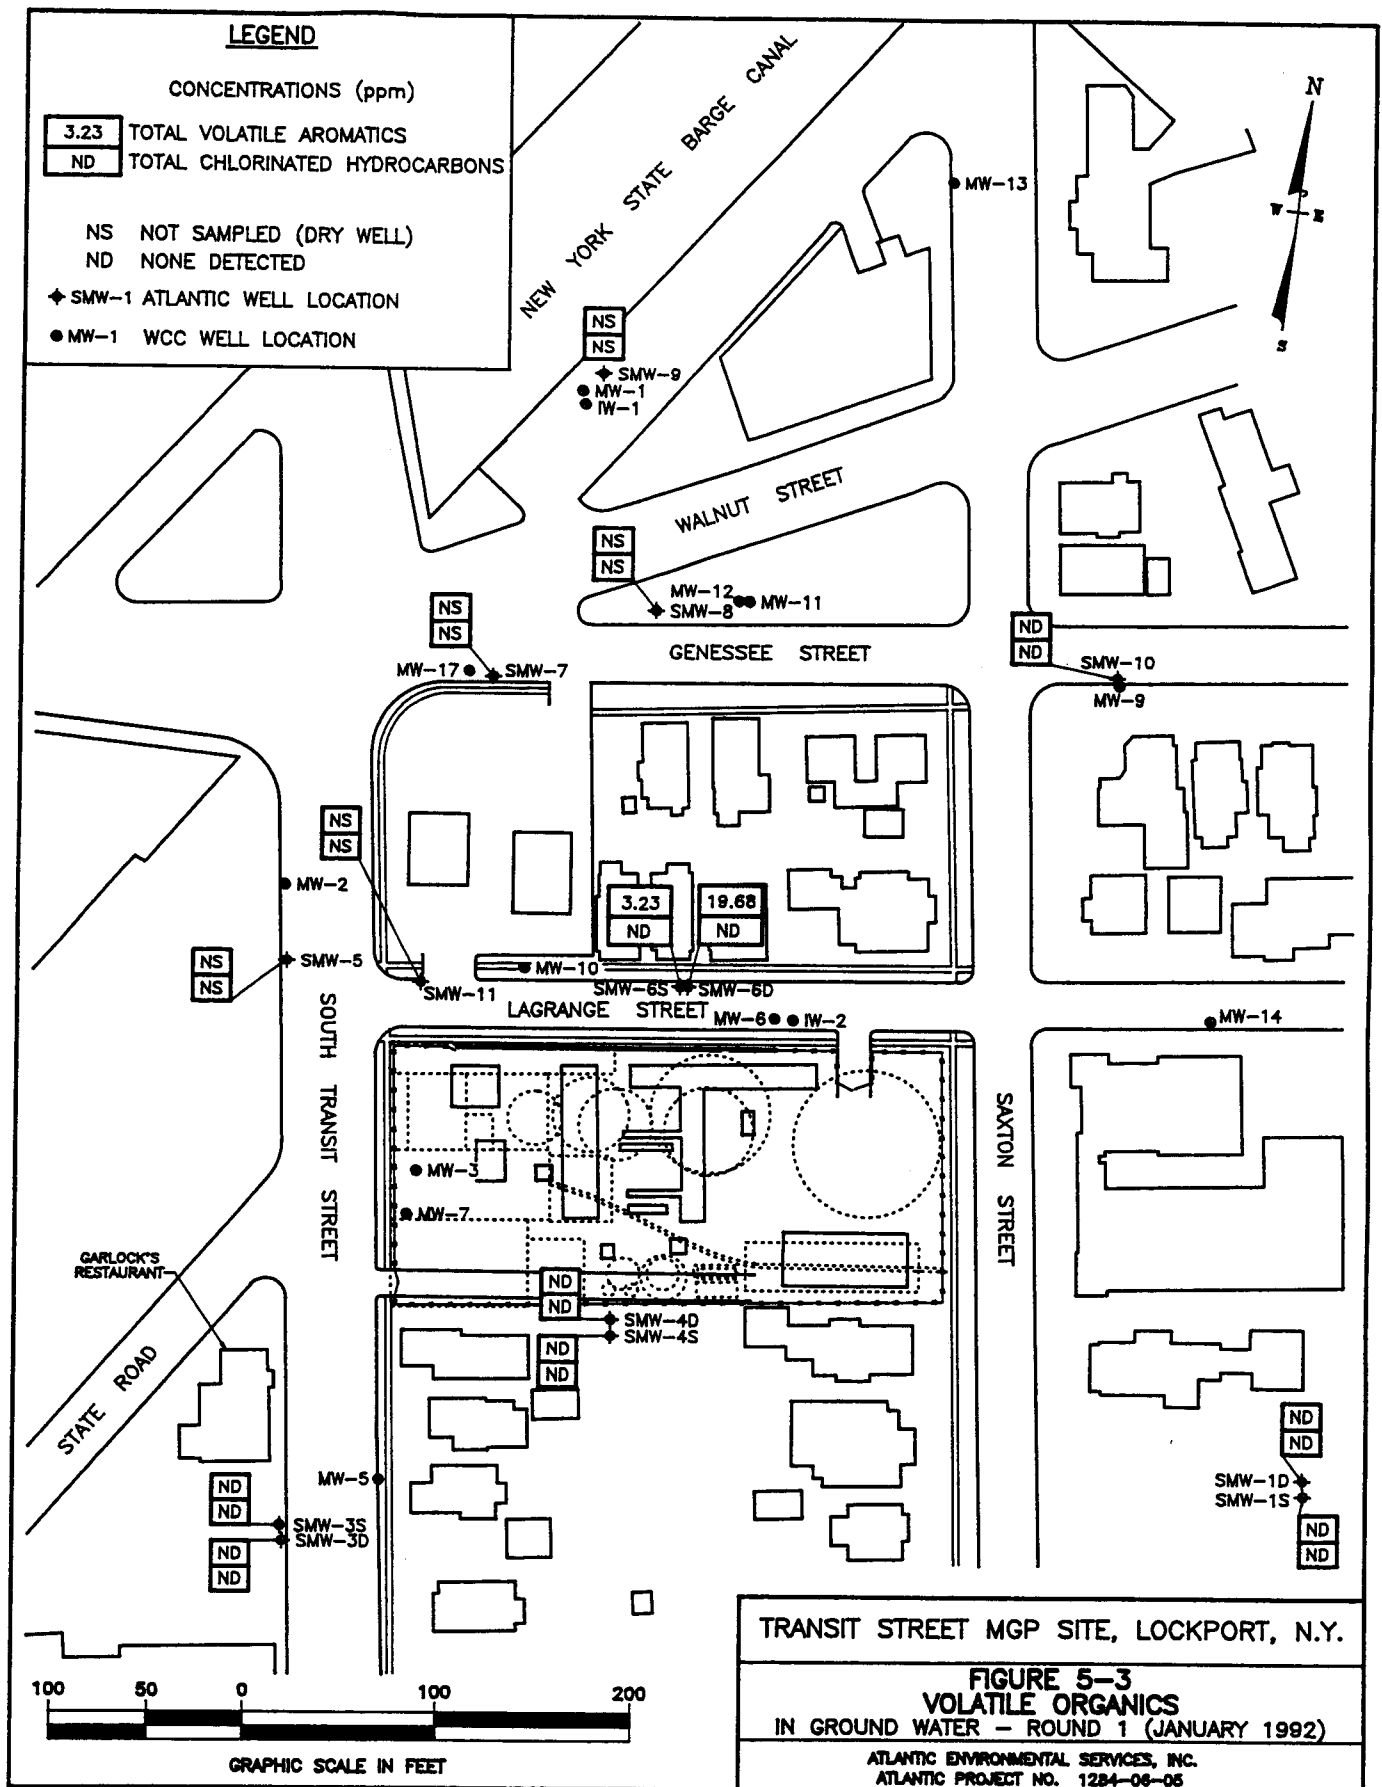 LEGEND
CONCENTRATIONS (ppm)
3.23 TOTAL VOLATILE AROMATICS
ND TOTAL CHLORINATED HYDROCARBONS
NS NOT SAMPLED (DRY WELL)
ND NONE DETECTED
SMW-1 ATLANTIC WELL LOCATION
MW-1 WCC WELL LOCATION
NEW YORK STATE BARGE CANAL
N
W E
S
MW-13
NS
NS
SMW-9
MW-1
IW-1
WALNUT STREET
NS
NS
MW-12
SMW-8
MW-11
NS
NS
MW-17
SMW-7
GENESSEE STREET
ND
ND
SMW-10
MW-9
NS
NS
MW-2
3.23
ND
19.68
ND
NS
NS
SMW-5
MW-10
SMW-11
SMW-6S
SMW-6D
LAGRANGE STREET
MW-6
IW-2
MW-14
SOUTH TRANSIT STREET
SAXTON STREET
MW-3
MW-7
GARLOCK'S
RESTAURANT
STATE ROAD
ND
ND
SMW-4D
SMW-4S
ND
ND
ND
ND
SMW-1D
SMW-1S
ND
ND
MW-5
ND
ND
SMW-3S
SMW-3D
ND
ND
100 50 0 100 200
GRAPHIC SCALE IN FEET
TRANSIT STREET MGP SITE, LOCKPORT, N.Y.
FIGURE 5-3
VOLATILE ORGANICS
IN GROUND WATER - ROUND 1 (JANUARY 1992)
ATLANTIC ENVIRONMENTAL SERVICES, INC.
ATLANTIC PROJECT NO. 1284-06-05